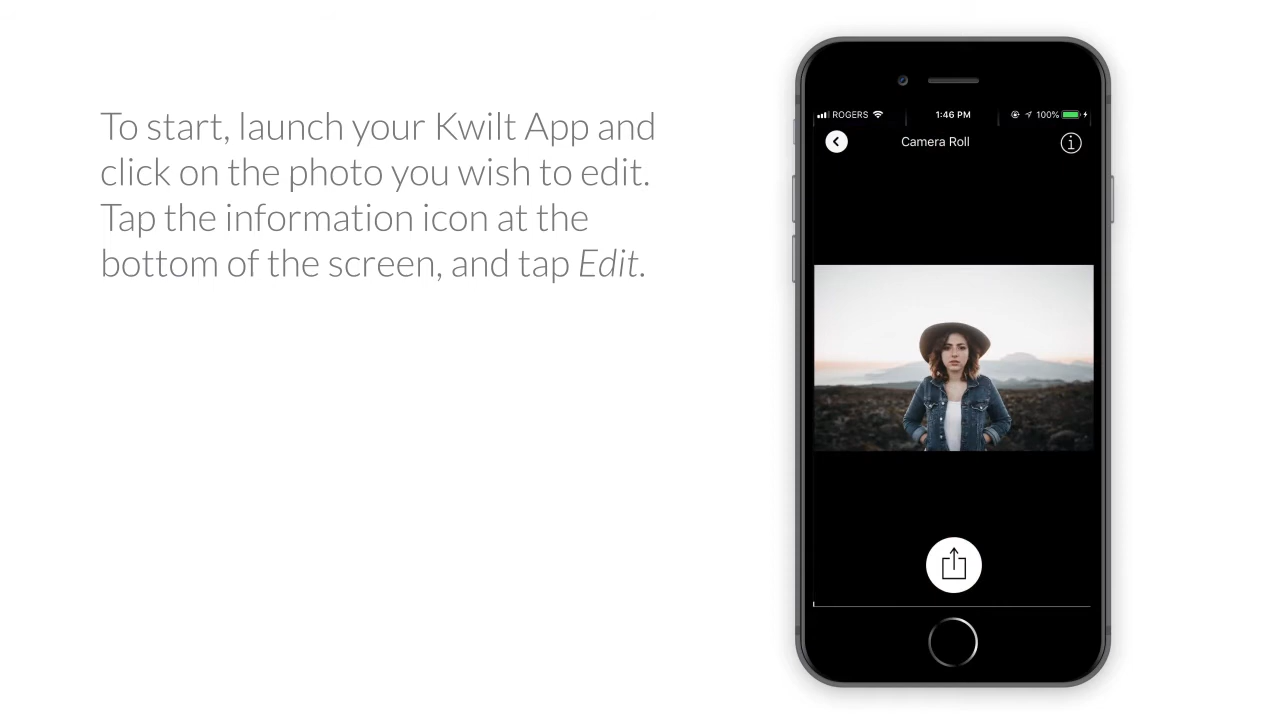 To start, launch your Kwilt App and
click on the photo you wish to edit.
Tap the information icon at the
bottom of the screen, and tap Edit.
ROGERS 1:46 PM 100%
Camera Roll